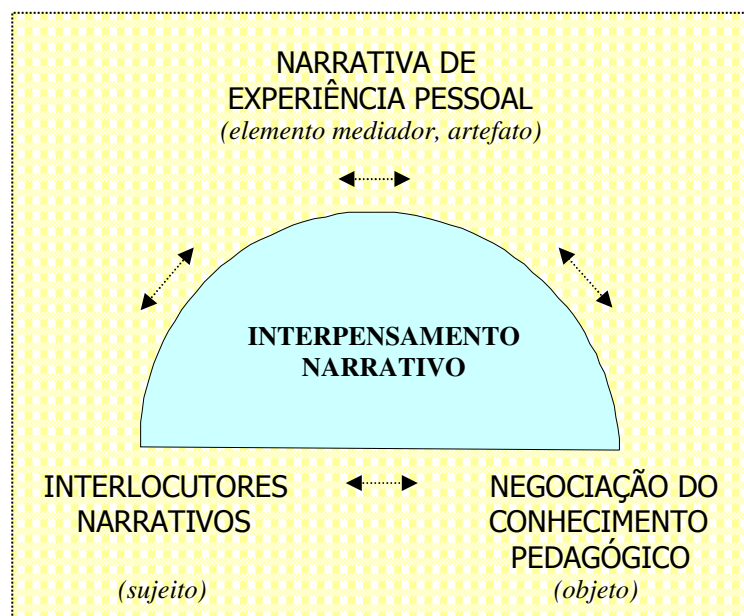 NARRATIVA DE
EXPERIÊNCIA PESSOAL
(elemento mediador, artefato)
INTERPENSAMENTO
NARRATIVO
INTERLOCUTORES
NARRATIVOS
(sujeito)
NEGOCIAÇÃO DO
CONHECIMENTO
PEDAGÓGICO
(objeto)